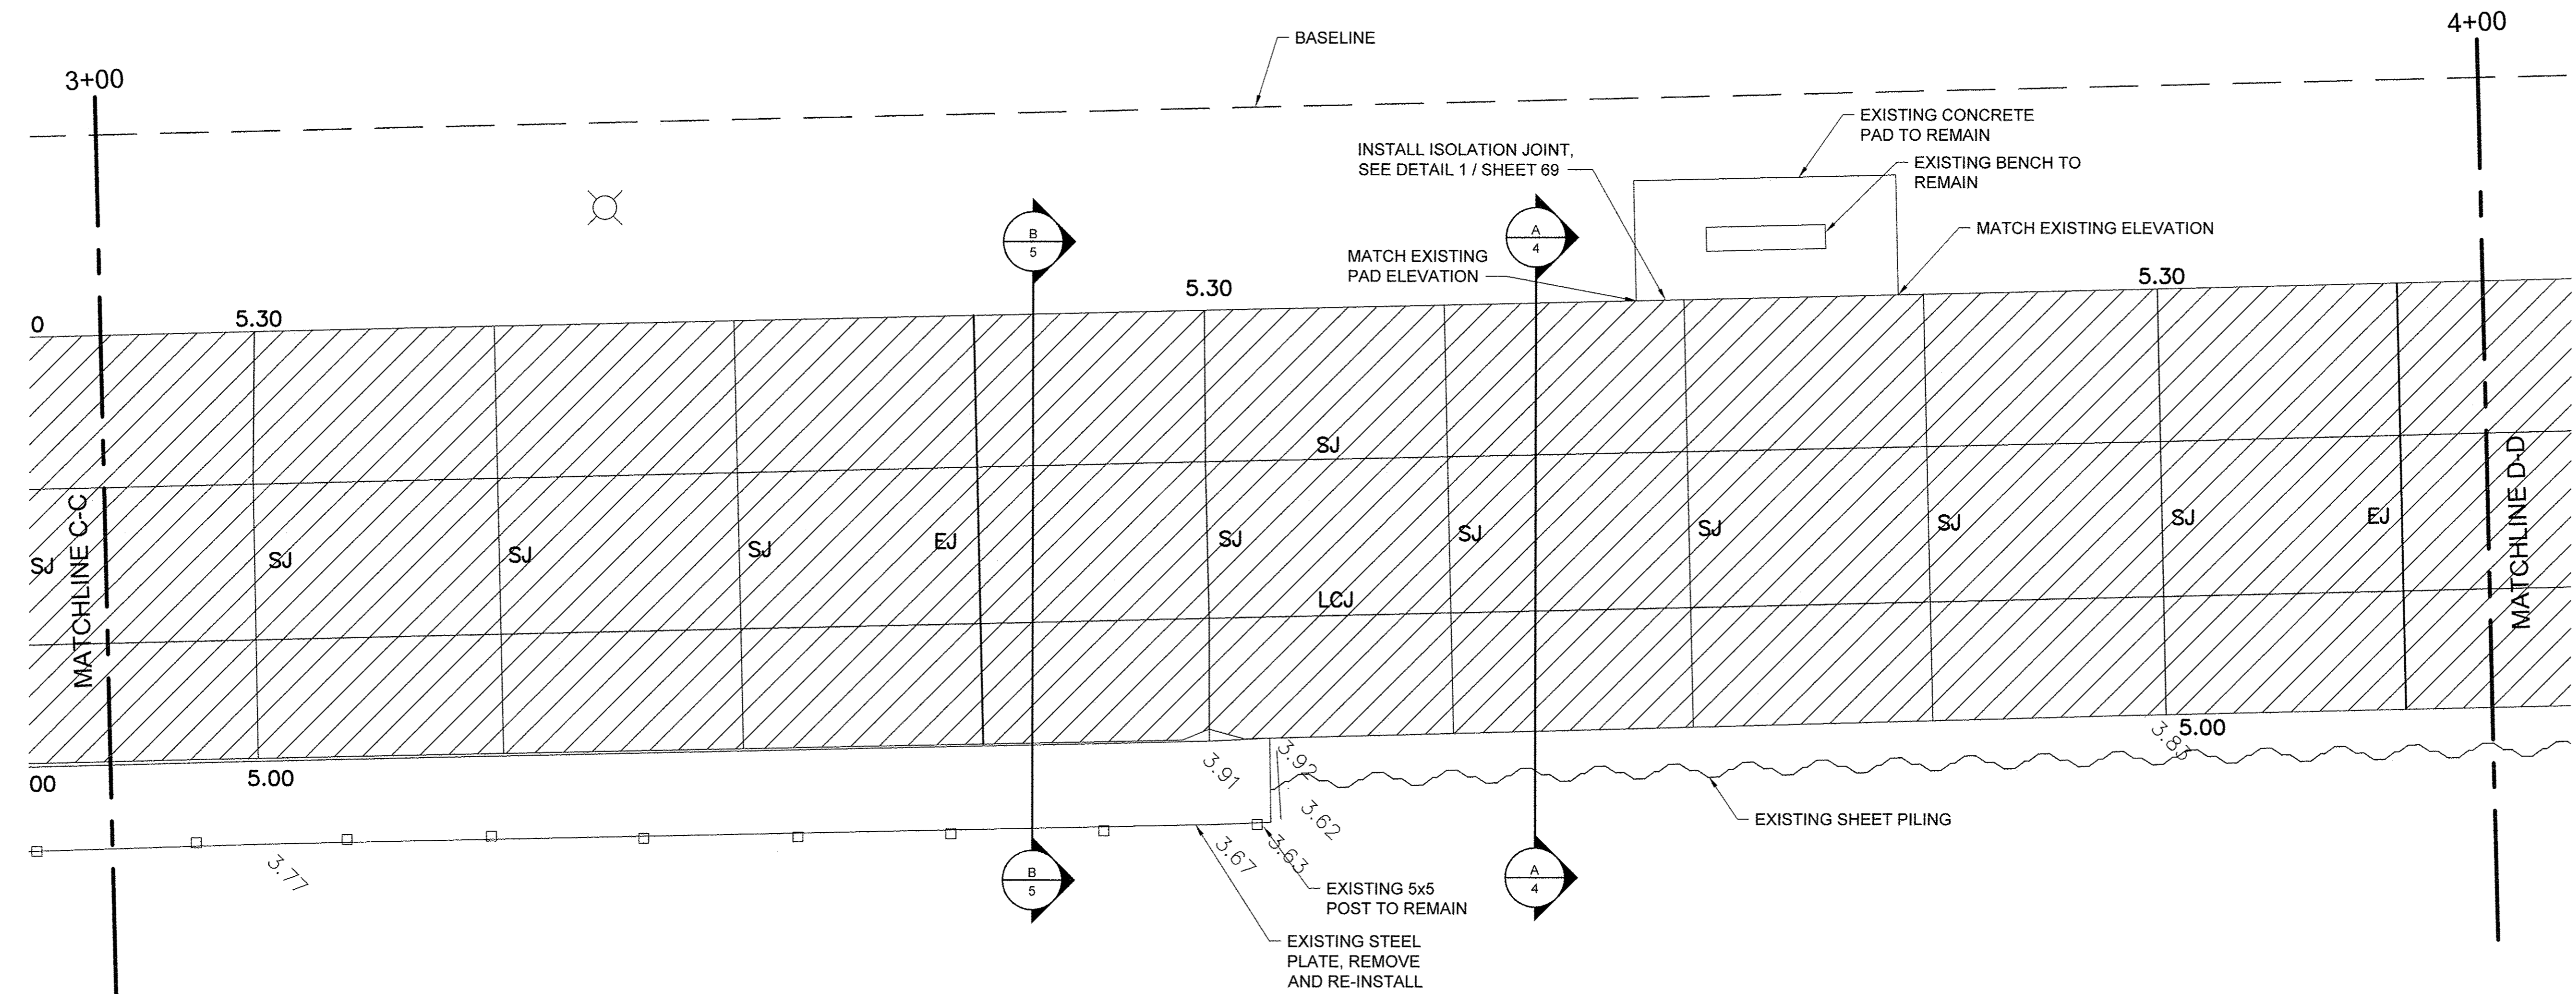 4+00
BASELINE
3+00
EXISTING CONCRETE
PAD TO REMAIN
INSTALL ISOLATION JOINT,
SEE DETAIL 1 / SHEET 69
EXISTING BENCH TO
REMAIN
B
5
A
4
MATCH EXISTING ELEVATION
MATCH EXISTING
PAD ELEVATION
5.30
5.30
0
5.30
SJ
MATCHLINE C-C
MATCHLINE D-D
SJ
SJ
SJ
SJ
EJ
SJ
SJ
SJ
SJ
SJ
EJ
LCJ
00
5.00
5.00
3.83
3.91
3.92
3.62
EXISTING SHEET PILING
3.77
3.67
3.63
B
5
A
4
EXISTING 5x5
POST TO REMAIN
EXISTING STEEL
PLATE, REMOVE
AND RE-INSTALL